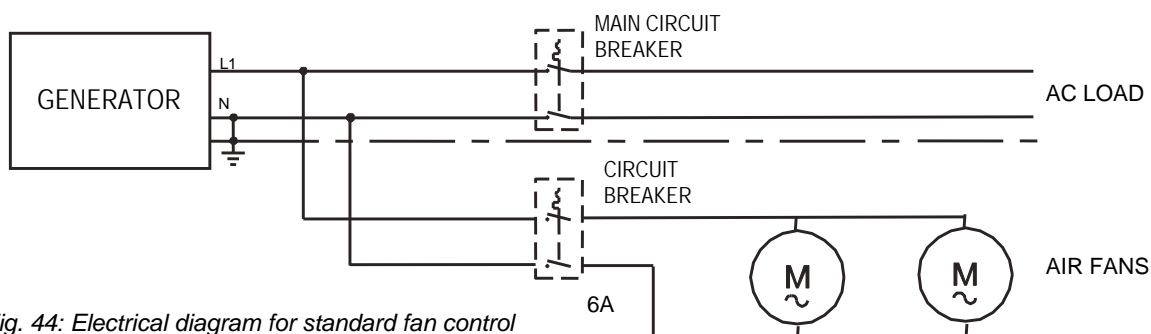 MAIN CIRCUIT
BREAKER
L1
GENERATOR
N
AC LOAD
CIRCUIT
BREAKER
M
M
AIR FANS
6A
ig. 44: Electrical diagram for standard fan control